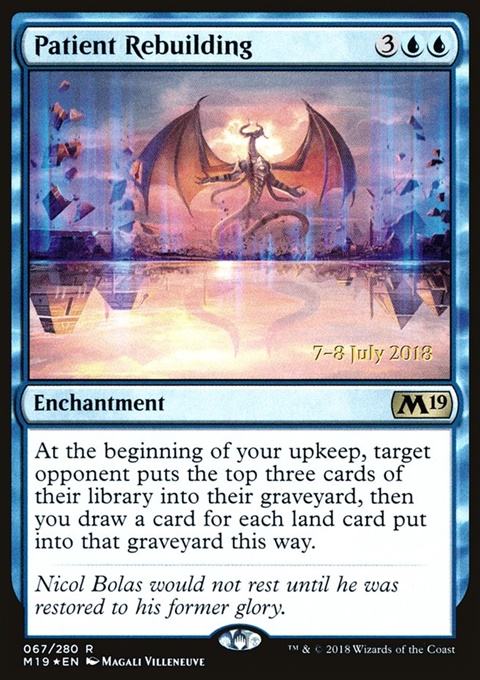 Patient Rebuilding 3
7–8 July 2018
Enchantment M19
At the beginning of your upkeep, target
opponent puts the top three cards of
their library into their graveyard, then
you draw a card for each land card put
into that graveyard this way.
Nicol Bolas would not rest until he was
restored to his former glory.
067/280 R
M19★EN Magali Villeneuve
™ & © 2018 Wizards of the Coast